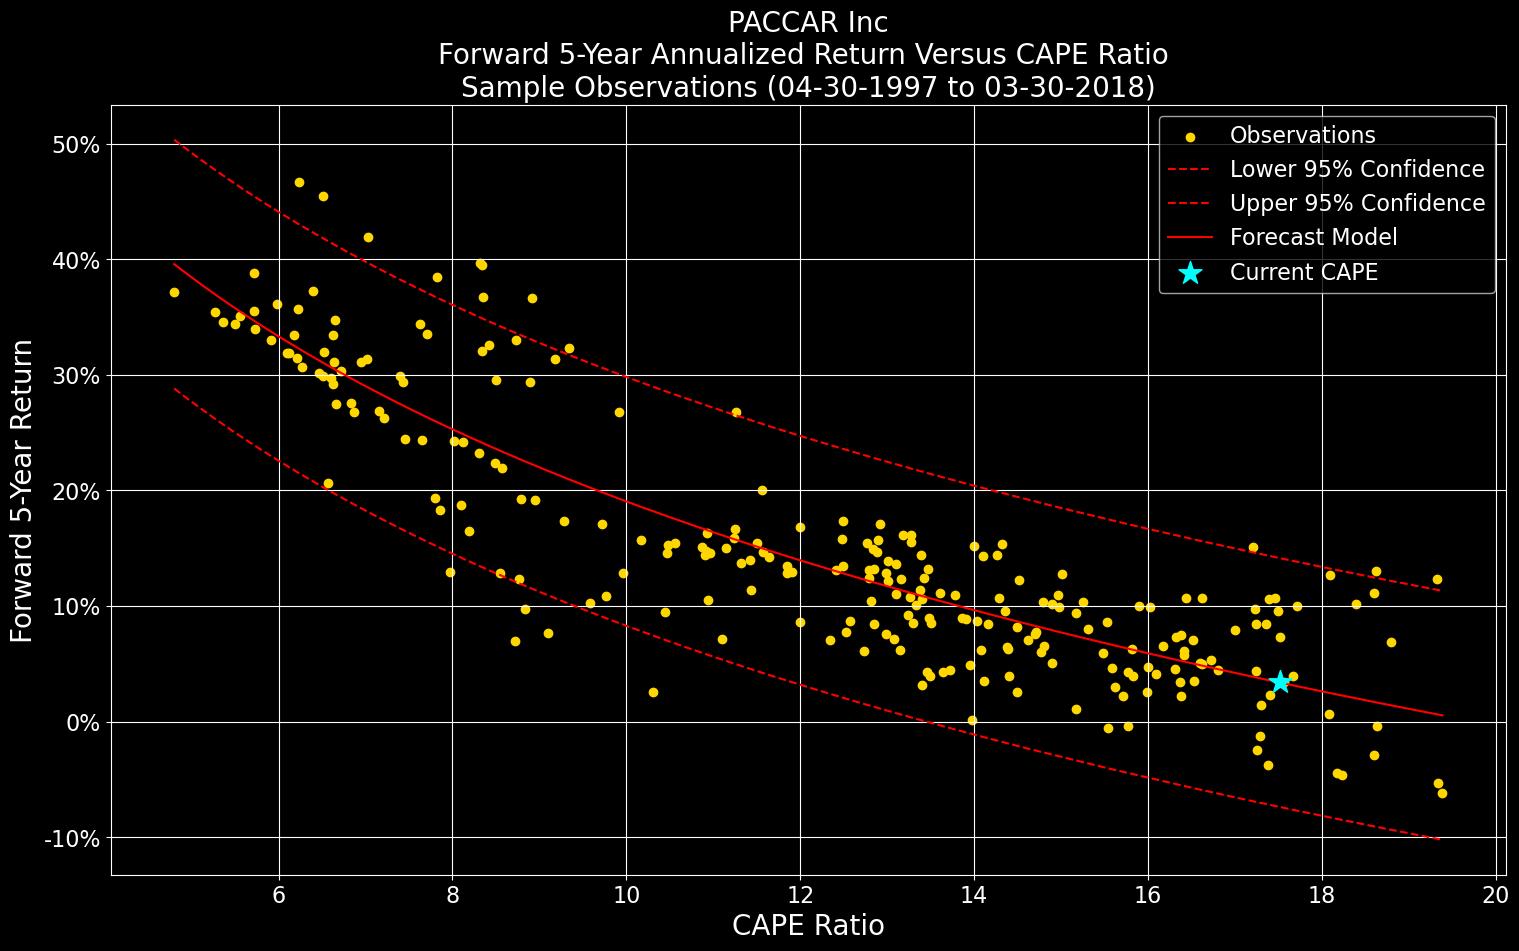 PACCAR Inc
Forward 5-Year Annualized Return Versus CAPE Ratio
Sample Observations (04-30-1997 to 03-30-2018)
Observations
Lower 95% Confidence
Upper 95% Confidence
Forecast Model
Current CAPE
Forward 5-Year Return
50%
40%
30%
20%
10%
0%
-10%
6 8 10 12 14 16 18 20
CAPE Ratio